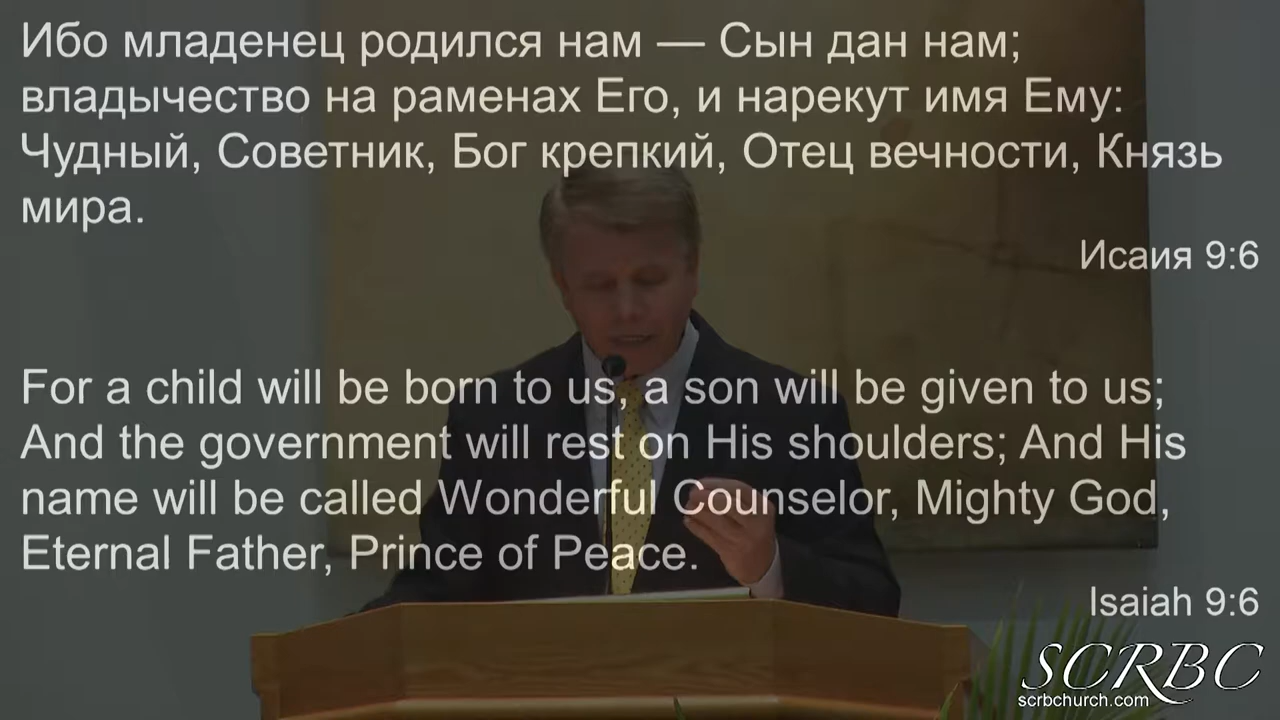 Ибо младенец родился нам — Сын дан нам;
владычество на раменах Его, и нарекут имя Ему:
Чудный, Советник, Бог крепкий, Отец вечности, Князь
мира.
Исаия 9:6
For a child will be born to us, a son will be given to us;
And the government will rest on His shoulders; And His
name will be called Wonderful Counselor, Mighty God,
Eternal Father, Prince of Peace.
Isaiah 9:6
SCRBC
scrbchurch.com